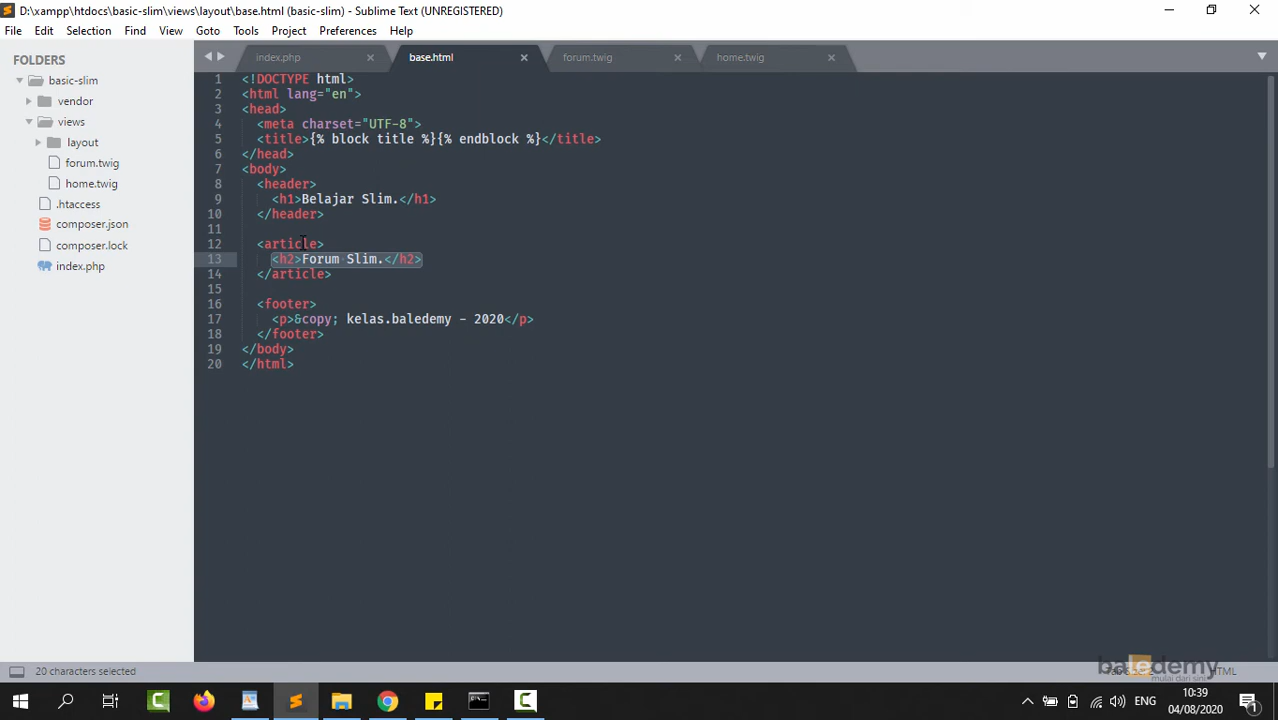 D:\xampp\htdocs\basic-slim\views\layout\base.html (basic-slim) - Sublime Text (UNREGISTERED)
File Edit Selection Find View Goto Tools Project Preferences Help
FOLDERS
basic-slim
vendor
views
layout
forum.twig
home.twig
.htaccess
composer.json
composer.lock
index.php
index.php base.html forum.twig home.twig
1 <!DOCTYPE html>
2 <html lang="en">
3 <head>
4 <meta charset="UTF-8">
5 <title>{% block title %}{% endblock %}</title>
6 </head>
7 <body>
8 <header>
9 <h1>Belajar Slim.</h1>
10 </header>
11
12 <article>
13 <h2>Forum Slim.</h2>
14 </article>
15
16 <footer>
17 <p>&copy; kelas.baledemy - 2020</p>
18 </footer>
19 </body>
20 </html>
20 characters selected
HTML
baledemy
mulai dari sini
ENG
10:39
04/08/2020
1